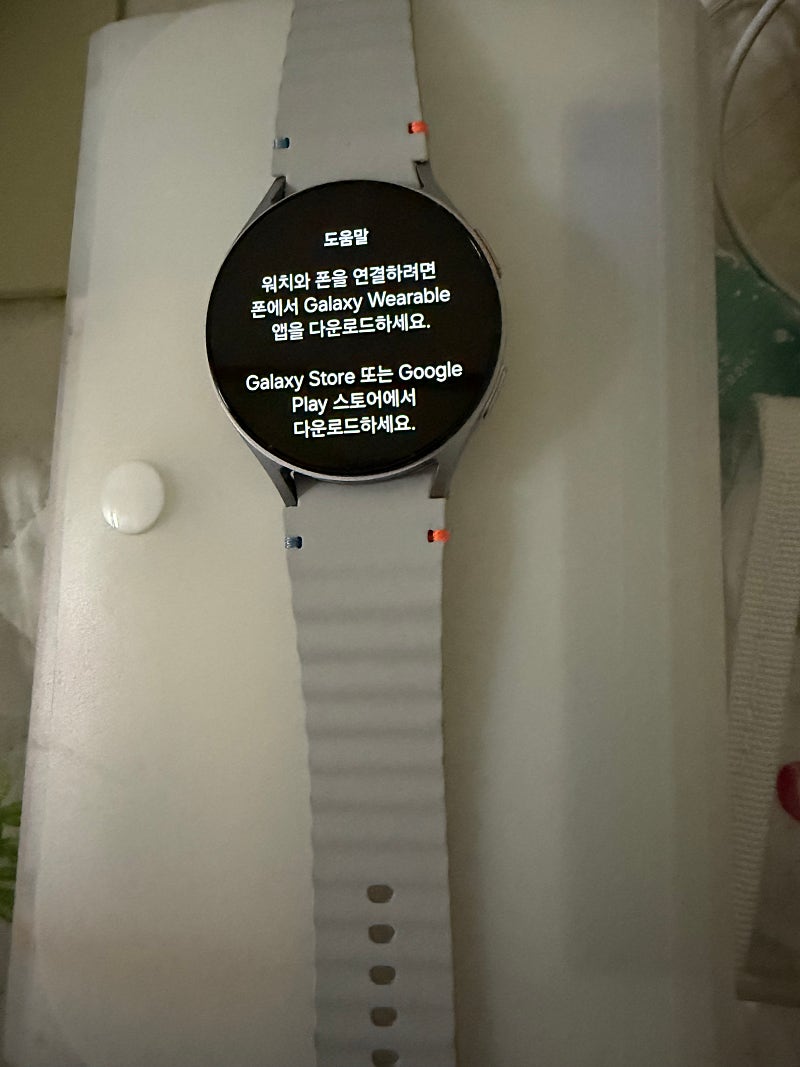 도움말
워치와 폰을 연결하려면
폰에서 Galaxy Wearable
앱을 다운로드하세요.
Galaxy Store 또는 Google
Play 스토어에서
다운로드하세요.